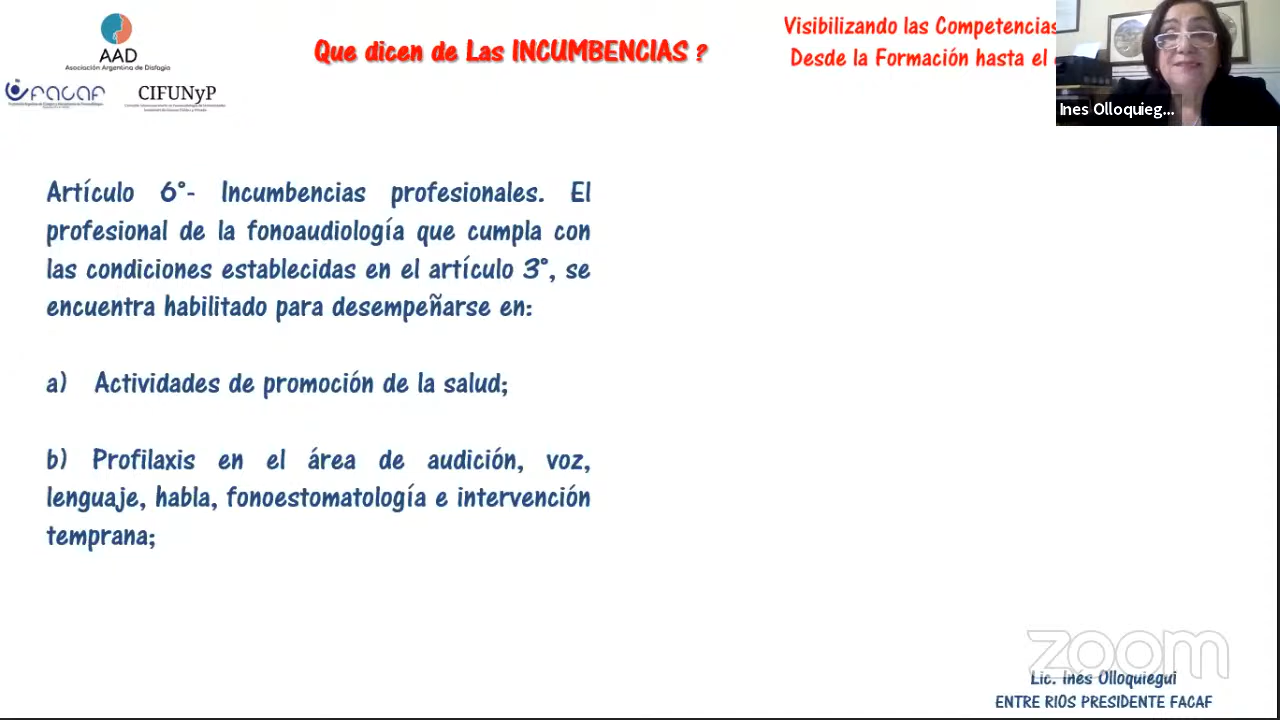 AAD
Asociación Argentina de Disfagia
FACAF
CIFUNyP
Que dicen de Las INCUMBENCIAS ?
Visibilizando las Competencias
Desde la Formación hasta el
Ines Olloquieg...
Artículo 6°- Incumbencias profesionales. El
profesional de la fonoaudiología que cumpla con
las condiciones establecidas en el artículo 3°, se
encuentra habilitado para desempeñarse en:
a) Actividades de promoción de la salud;
b) Profilaxis en el área de audición, voz,
lenguaje, habla, fonoestomatología e intervención
temprana;
zoom
Lic. Inés Olloquiegui
ENTRE RIOS PRESIDENTE FACAF